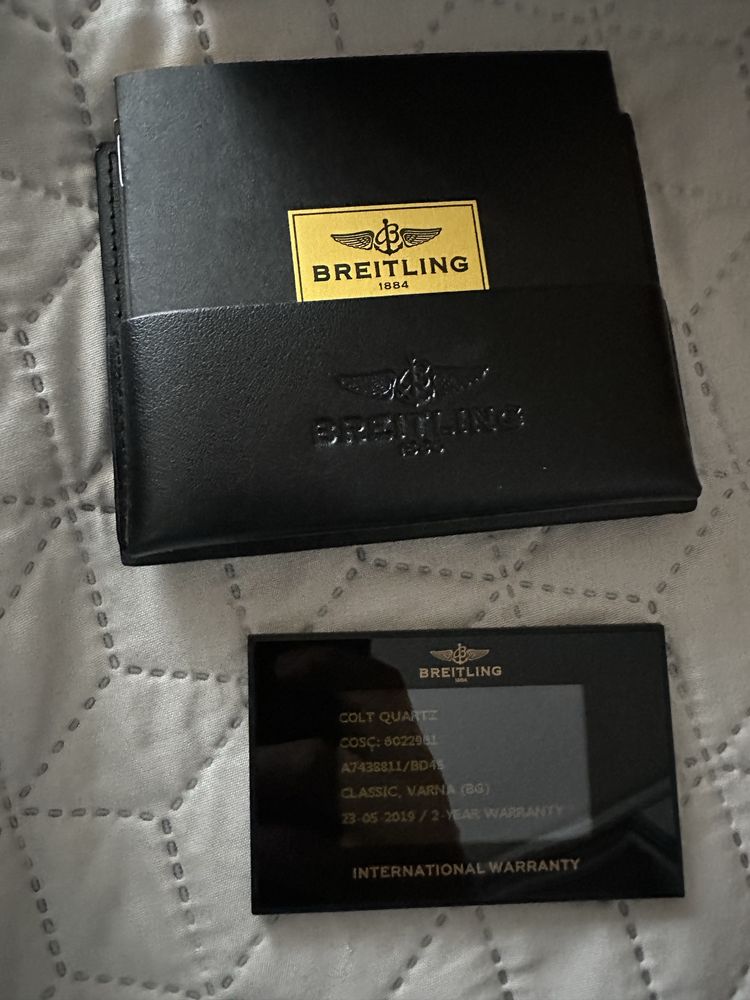 BREITLING
1884
BREITLING
1884
BREITLING
1884
COLT QUARTZ
COSC: 6022961
A7438811/BD45
CLASSIC, VARNA (BG)
23-05-2019 / 2-YEAR WARRANTY
INTERNATIONAL WARRANTY